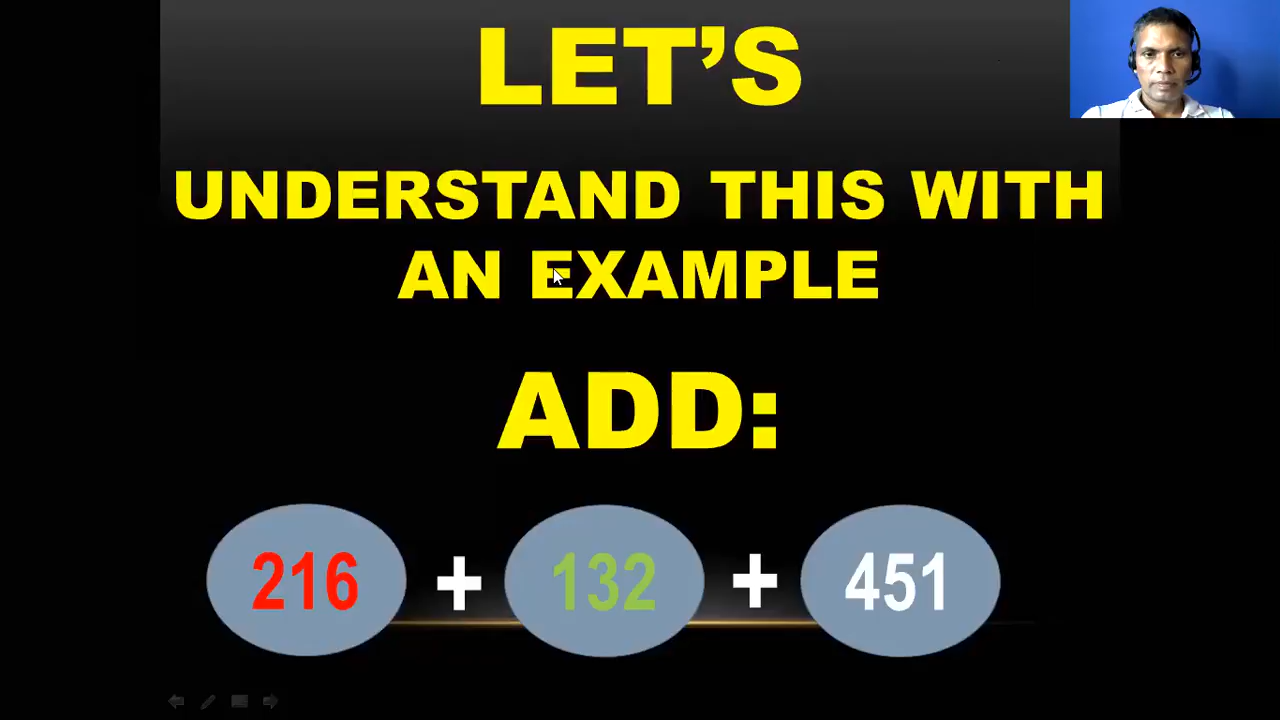 LET’S
UNDERSTAND THIS WITH
AN EXAMPLE
ADD:
216 + 132 + 451